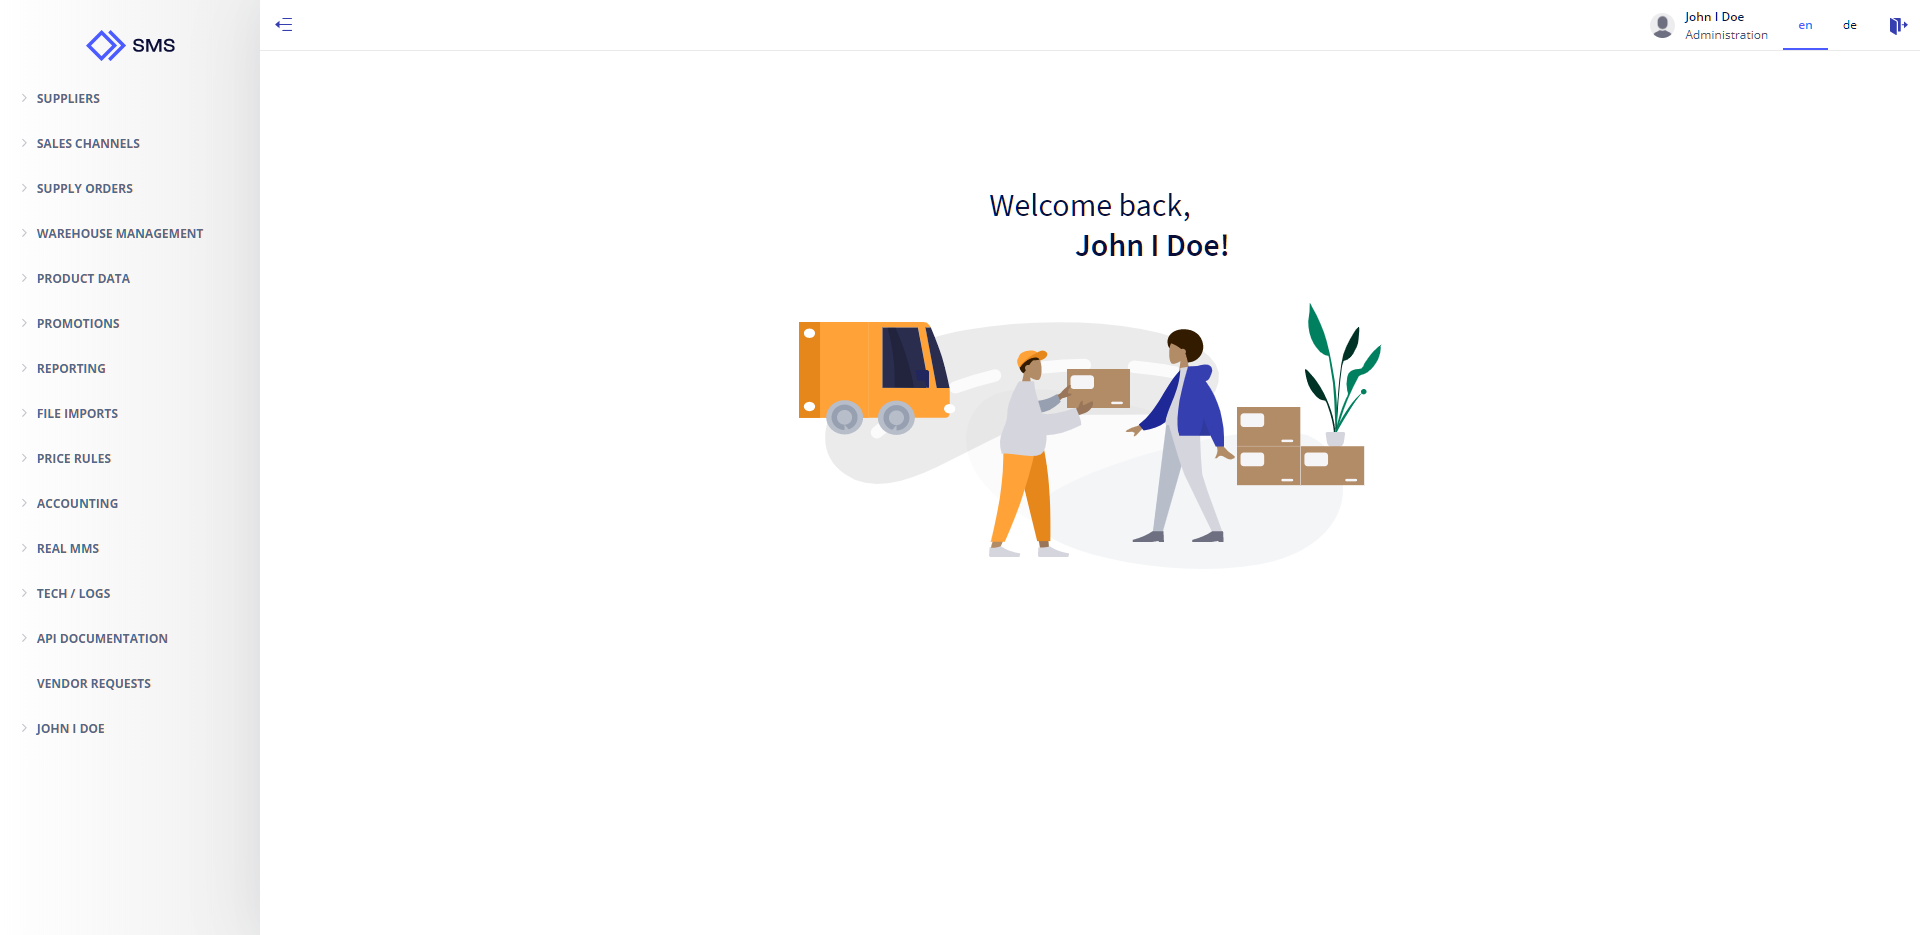 SMS
SUPPLIERS
SALES CHANNELS
SUPPLY ORDERS
WAREHOUSE MANAGEMENT
PRODUCT DATA
PROMOTIONS
REPORTING
FILE IMPORTS
PRICE RULES
ACCOUNTING
REAL MMS
TECH / LOGS
API DOCUMENTATION
VENDOR REQUESTS
JOHN I DOE
John I Doe
Administration
en
de
Welcome back,
John I Doe!